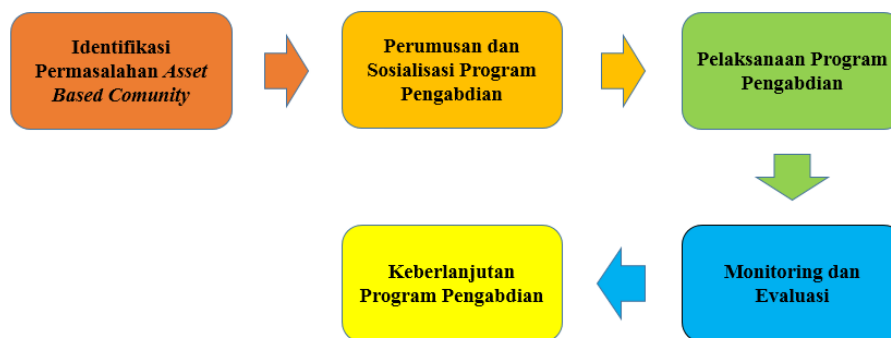 Identifikasi
Permasalahan Asset
Based Comunity
Perumusan dan
Sosialisasi Program
Pengabdian
Pelaksanaan Program
Pengabdian
Monitoring dan
Evaluasi
Keberlanjutan
Program Pengabdian